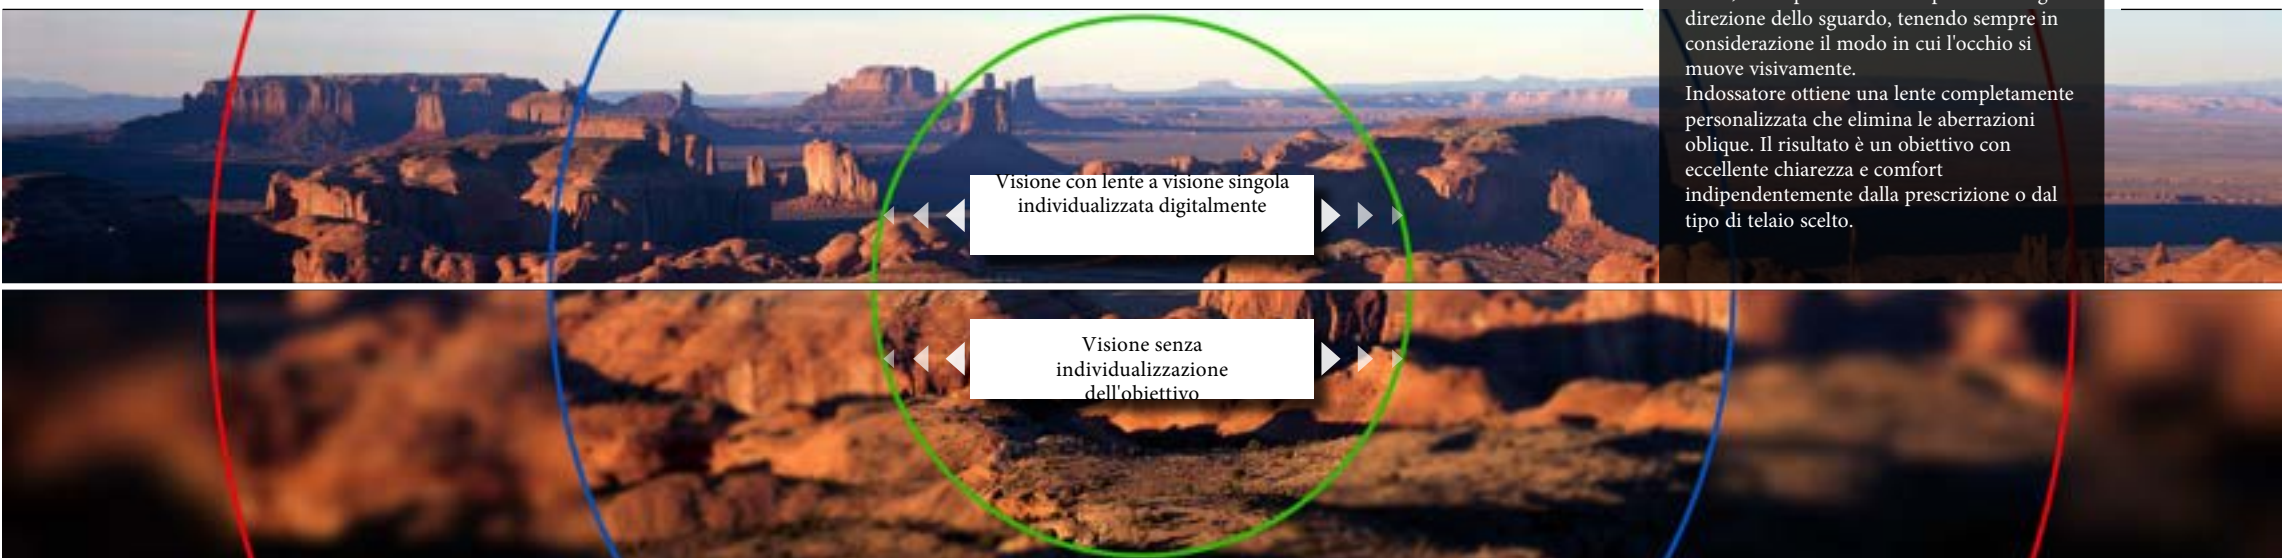 direzione dello sguardo, tenendo sempre in
considerazione il modo in cui l'occhio si
muove visivamente.
Indossatore ottiene una lente completamente
personalizzata che elimina le aberrazioni
oblique. Il risultato è un obiettivo con
eccellente chiarezza e comfort
indipendentemente dalla prescrizione o dal
tipo di telaio scelto.
Visione con lente a visione singola
individualizzata digitalmente
Visione senza
individualizzazione
dell'obiettivo